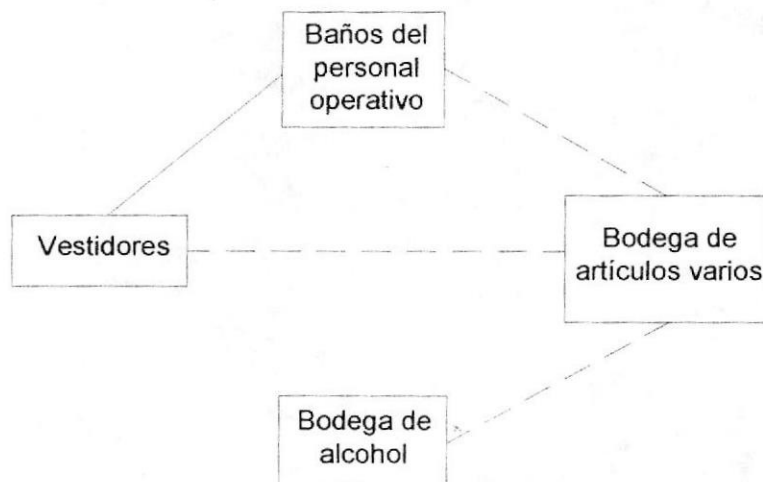 Baños del
personal
operativo
Vestidores
Bodega de
artículos varios
Bodega de
alcohol